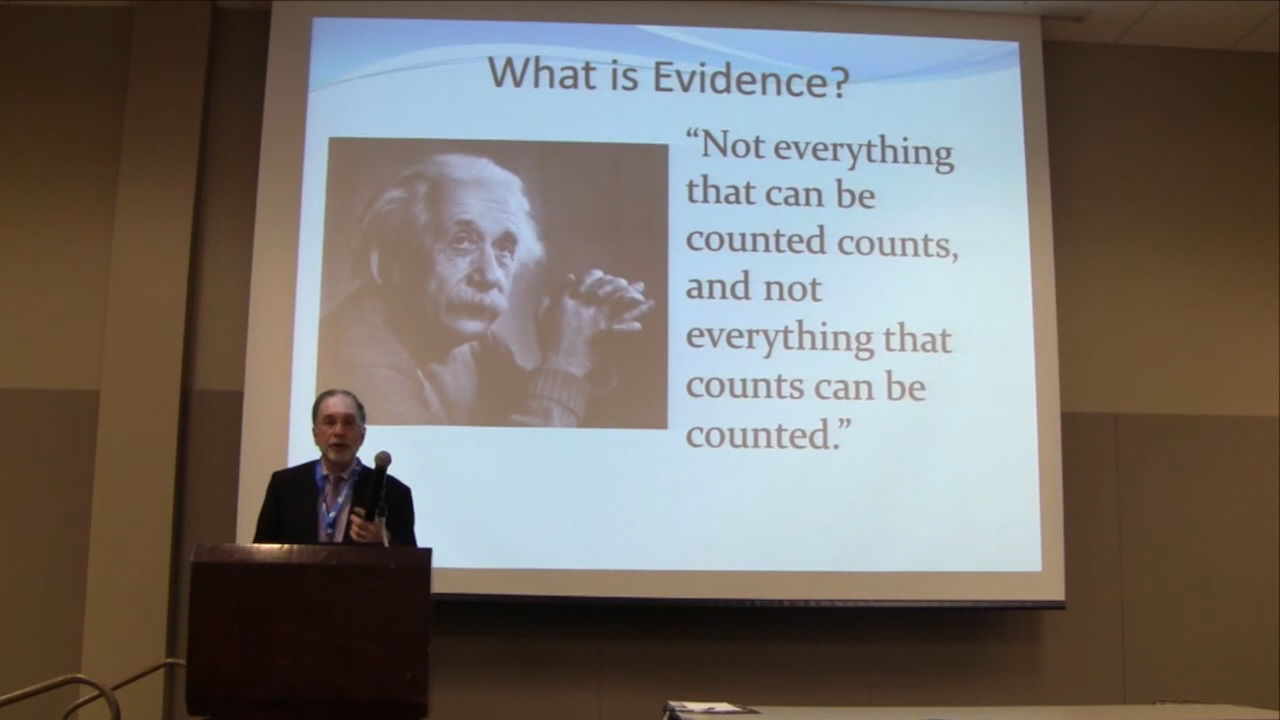 What is Evidence?
“Not everything
that can be
counted counts,
and not
everything that
counts can be
counted.”